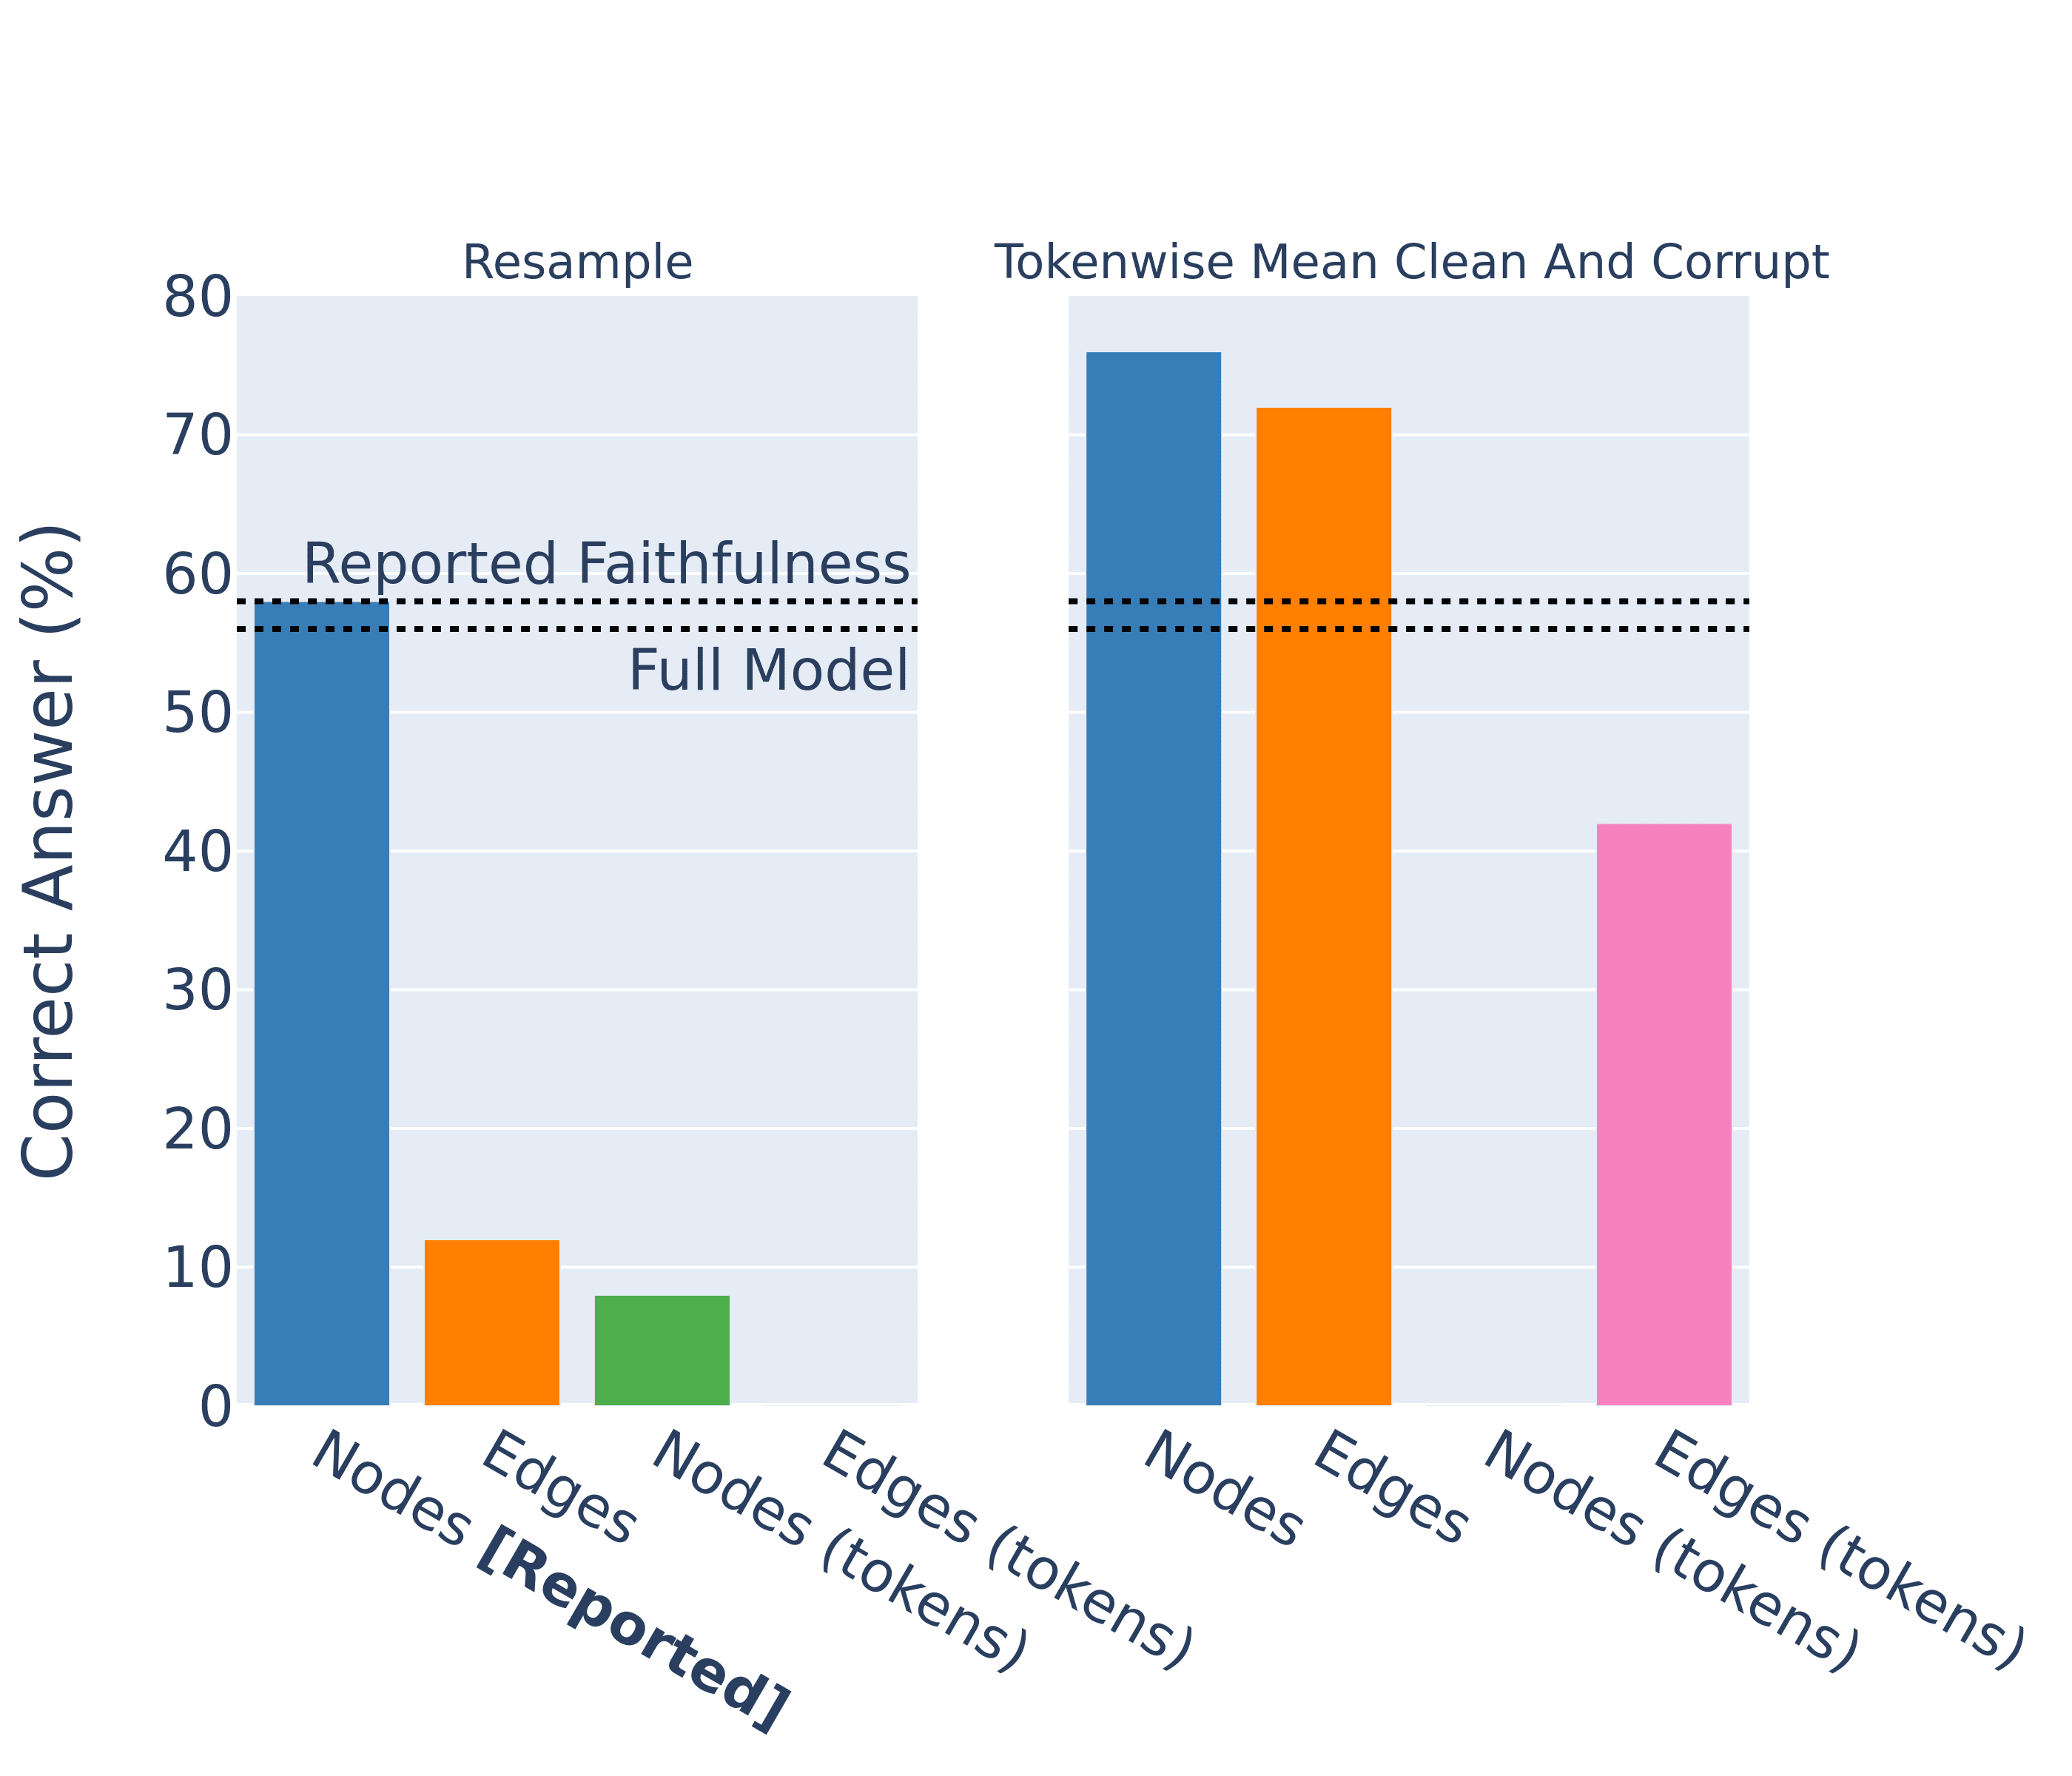 Resample
Tokenwise Mean Clean And Corrupt
Correct Answer (%)
80
70
60
50
40
30
20
10
0
Reported Faithfulness
Full Model
Nodes [Reported]
Edges
Nodes (tokens)
Edges (tokens)
Nodes
Edges
Nodes (tokens)
Edges (tokens)